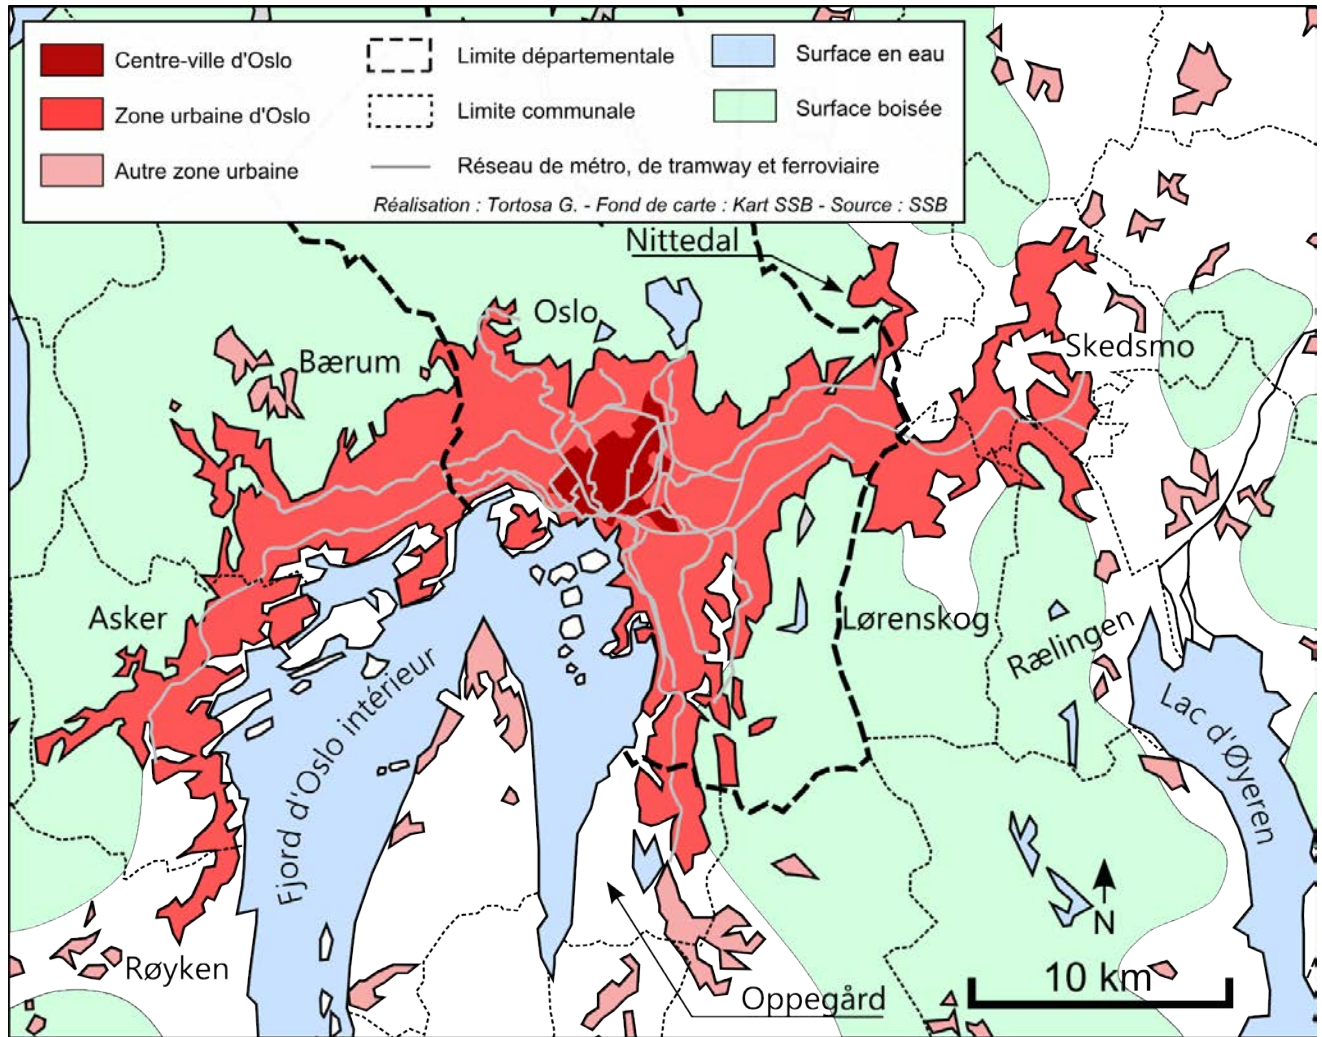 Centre-ville d'Oslo
Zone urbaine d'Oslo
Autre zone urbaine
Limite départementale
Limite communale
Réseau de métro, de tramway et ferroviaire
Surface en eau
Surface boisée
Réalisation : Tortosa G. - Fond de carte : Kart SSB - Source : SSB
Nittedal
Oslo
Bærum
Skedsmo
Asker
Lørenskog
Rælingen
Fjord d'Oslo intérieur
Lac d'Øyeren
N
Røyken
Oppegård
10 km